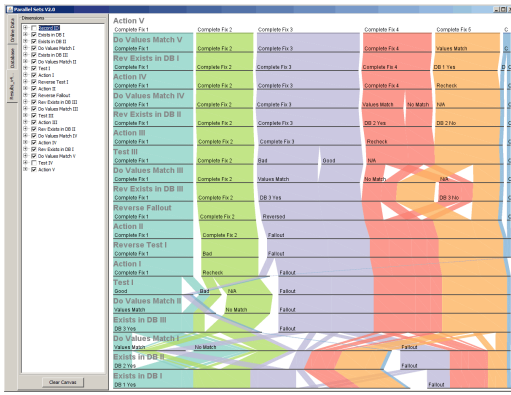 Parallel Sets V2.0
Dimensions
Online Data
Database
Results_v4
Exists in DB I
Exists in DB II
Do Values Match I
Exists in DB III
Do Values Match II
Test I
Action I
Reverse Test I
Action II
Reverse Fallout
Rev Exists in DB III
Do Values Match III
Test III
Action III
Rev Exists in DB II
Do Values Match IV
Action IV
Rev Exists in DB I
Do Values Match V
Test IV
Action V
Clear Canvas
Action V
Complete Fix 1 Complete Fix 2 Complete Fix 3 Complete Fix 4 Complete Fix 5 C
Do Values Match V
Complete Fix 1 Complete Fix 2 Complete Fix 3 Complete Fix 4 Values Match C
Rev Exists in DB I
Complete Fix 1 Complete Fix 2 Complete Fix 3 Complete Fix 4 DB 1 Yes D C
Action IV
Complete Fix 1 Complete Fix 2 Complete Fix 3 Complete Fix 4 Recheck C
Do Values Match IV
Complete Fix 1 Complete Fix 2 Complete Fix 3 Values Match No Match N/A C
Rev Exists in DB II
Complete Fix 1 Complete Fix 2 Complete Fix 3 DB 2 Yes DB 2 No C
Action III
Complete Fix 1 Complete Fix 2 Complete Fix 3 Recheck C
Test III
Complete Fix 1 Complete Fix 2 Bad Good N/A C
Do Values Match III
Complete Fix 1 Complete Fix 2 Values Match No Match N/A C
Rev Exists in DB III
Complete Fix 1 Complete Fix 2 DB 3 Yes DB 3 No C
Reverse Fallout
Complete Fix 1 Complete Fix 2 Reversed C
Action II
Complete Fix 1 Complete Fix 2 Fallout
Reverse Test I
Complete Fix 1 Bad Fallout
Action I
Complete Fix 1 Recheck Fallout
Test I
Good Bad N/A Fallout
Do Values Match II
Values Match No Match Fallout
Exists in DB III
DB 3 Yes Fallout
Do Values Match I
Values Match No Match Fallout
Exists in DB II
DB 2 Yes Fallout
Exists in DB I
DB 1 Yes Fallout